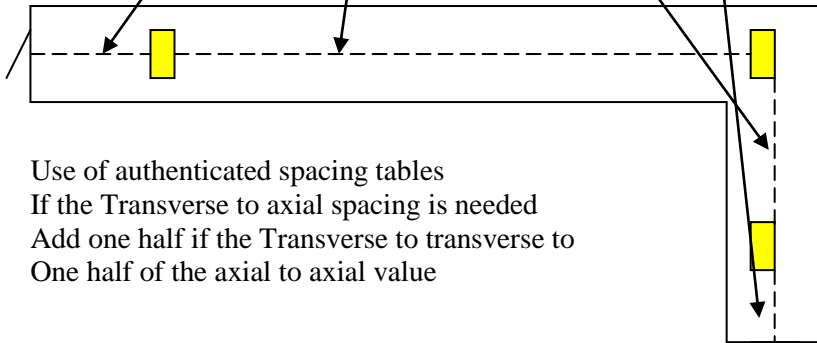 Use of authenticated spacing tables
If the Transverse to axial spacing is needed
Add one half if the Transverse to transverse to
One half of the axial to axial value